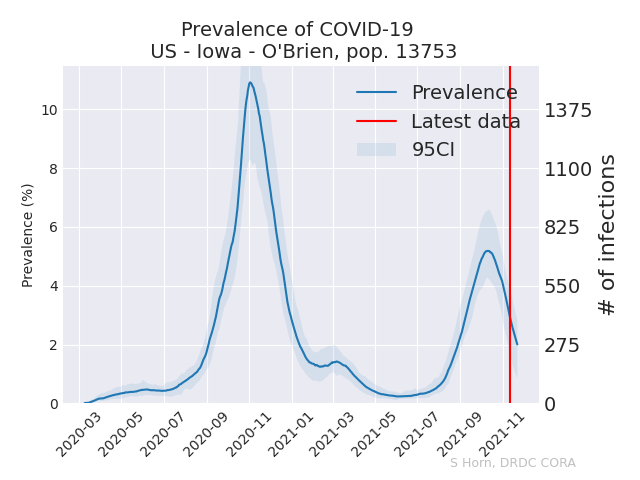 Prevalence of COVID-19
US - Iowa - O'Brien, pop. 13753
Prevalence
Latest data
95CI
Prevalence (%)
10
8
6
4
2
0
1375
1100
825
550
275
0
# of infections
2020-03
2020-05
2020-07
2020-09
2020-11
2021-01
2021-03
2021-05
2021-07
2021-09
2021-11
S Horn, DRDC CORA